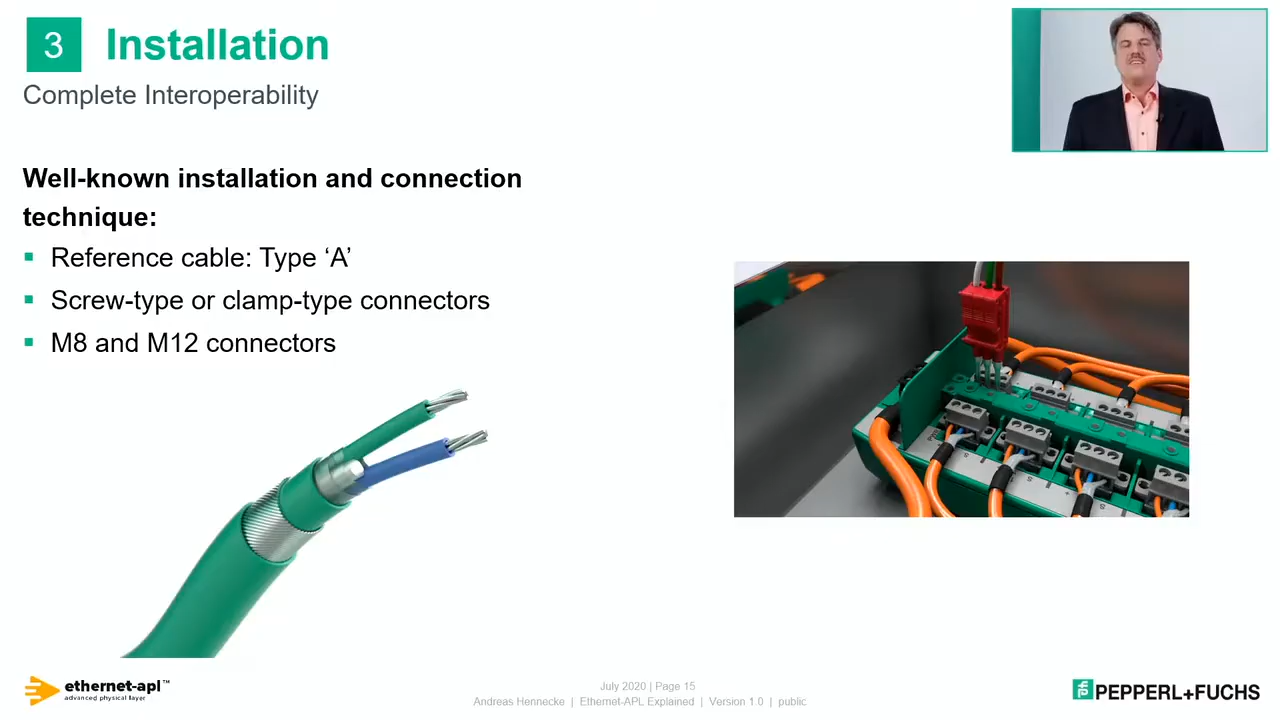 3 Installation
Complete Interoperability
Well-known installation and connection
technique:
▪ Reference cable: Type ‘A’
▪ Screw-type or clamp-type connectors
▪ M8 and M12 connectors
ethernet-apl™
advanced physical layer
July 2020 | Page 15
Andreas Hennecke | Ethernet-APL Explained | Version 1.0 | public
PEPPERL+FUCHS